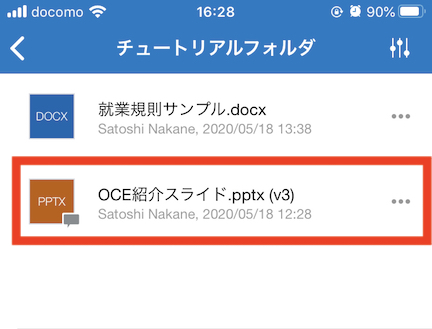 docomo 16:28 90%
チュートリアルフォルダ
DOCX
就業規則サンプル.docx
Satoshi Nakane, 2020/05/18 13:38
PPTX
OCE紹介スライド.pptx (v3)
Satoshi Nakane, 2020/05/18 12:28